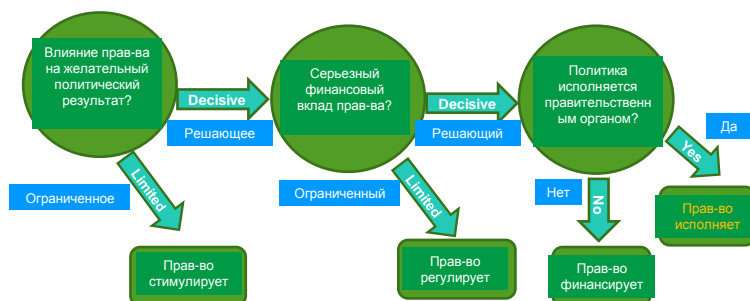 Влияние прав-ва
на желательный
политический
результат?
Decisive
Решающее
Серьезный
финансовый
вклад прав-ва?
Decisive
Решающий
Политика
исполняется
правительственн
ым органом?
Да
Yes
Ограниченное
Limited
Ограниченный
Limited
Нет
No
Прав-во
исполняет
Прав-во
стимулирует
Прав-во
регулирует
Прав-во
финансирует